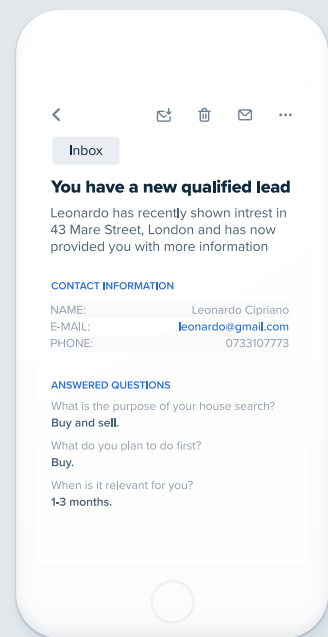 Inbox
You have a new qualified lead
Leonardo has recently shown intrest in
43 Mare Street, London and has now
provided you with more information
CONTACT INFORMATION
NAME: Leonardo Cipriano
E-MAIL: leonardo@gmail.com
PHONE: 0733107773
ANSWERED QUESTIONS
What is the purpose of your house search?
Buy and sell.
What do you plan to do first?
Buy.
When is it relevant for you?
1-3 months.